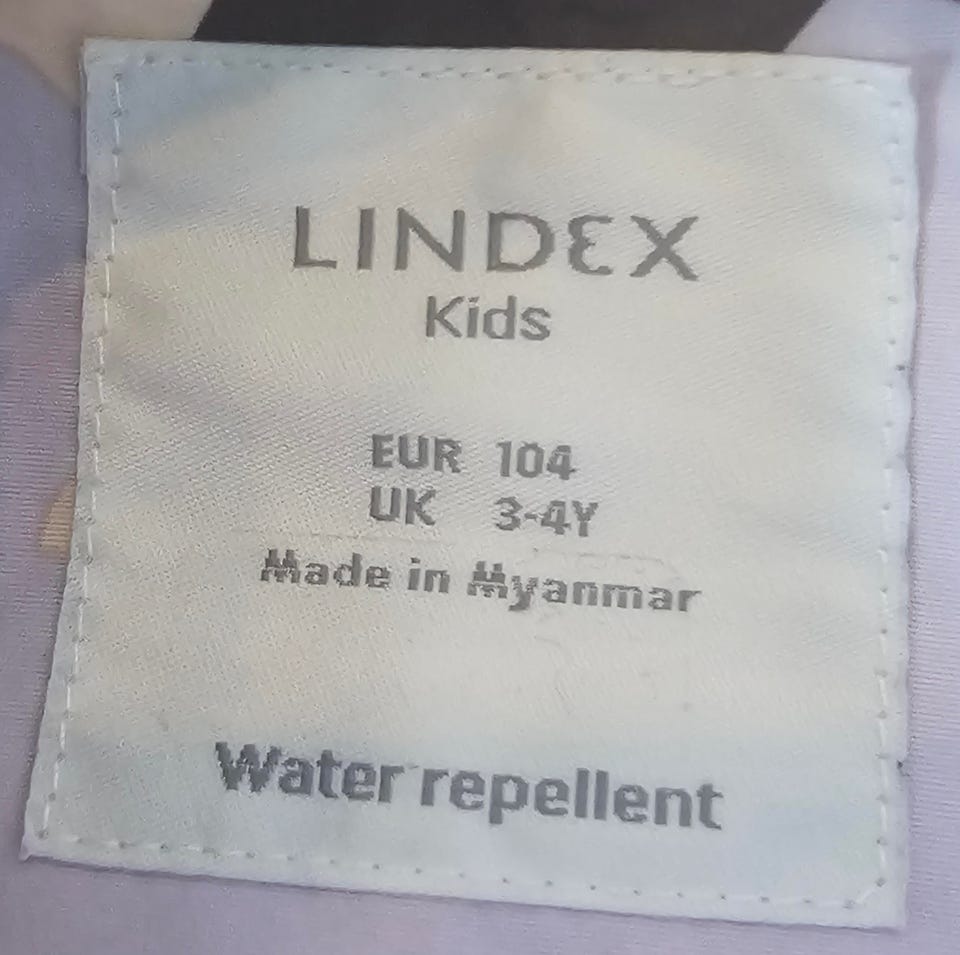 LINDEX
Kids
EUR 104
UK 3-4Y
Made in Myanmar
Water repellent